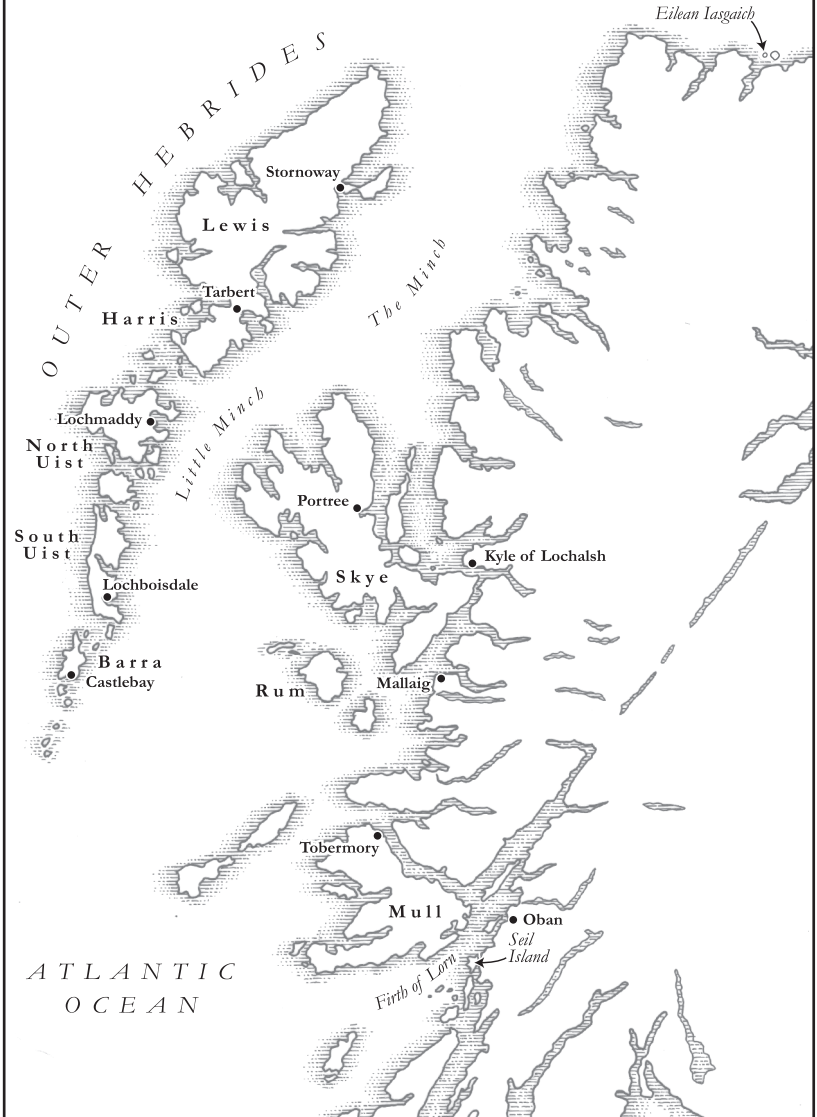 Eilean Iasgaich
OUTER HEBRIDES
Stornoway
Lewis
The Minch
Tarbert
Harris
Little Minch
Lochmaddy
North
Uist
Portree
South
Uist
Kyle of Lochalsh
Skye
Lochboisdale
Barra
Castlebay
Rum
Mallaig
Tobermory
Mull
Oban
Seil
Island
Firth of Lorn
ATLANTIC
OCEAN